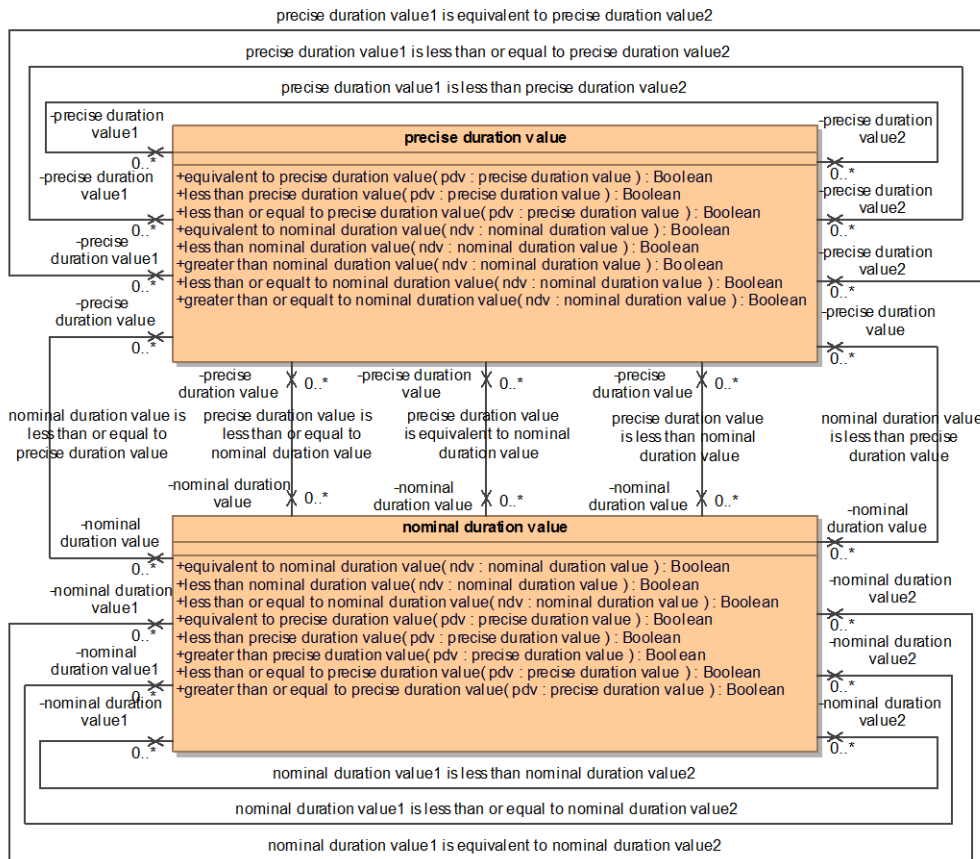 precise duration value1 is equivalent to precise duration value2
precise duration value1 is less than or equal to precise duration value2
precise duration value1 is less than precise duration value2
-precise duration
value1
0..*
-precise duration
value2
0..*
precise duration value
-precise duration
value1
0..*
-precise duration
value2
0..*
-precise
duration value1
0..*
-precise duration
value2
0..*
+equivalent to precise duration value( pdv : precise duration value ) : Boolean
+less than precise duration value( pdv : precise duration value ) : Boolean
+less than or equal to precise duration value( pdv : precise duration value ) : Boolean
+equivalent to nominal duration value( ndv : nominal duration value ) : Boolean
+less than nominal duration value( ndv : nominal duration value ) : Boolean
+greater than nominal duration value( ndv : nominal duration value ) : Boolean
+less than or equalt to nominal duration value( ndv : nominal duration value ) : Boolean
+greater than or equalt to nominal duration value( ndv : nominal duration value ) : Boolean
-precise
duration value
0..*
-precise duration
value
0..*
-precise
duration value
0..*
-precise duration
value
0..*
-precise
duration value
0..*
nominal duration value is
less than or equal to
precise duration value
precise duration value is
less than or equal to
nominal duration value
precise duration value
is equivalent to nominal
duration value
precise duration value
is less than nominal
duration value
nominal duration value
is less than precise
duration value
-nominal duration
value
0..*
-nominal
duration value
0..*
-nominal
duration value
0..*
-nominal
duration value
0..*
-nominal
duration value
0..*
nominal duration value
+equivalent to nominal duration value( ndv : nominal duration value ) : Boolean
+less than nominal duration value( ndv : nominal duration value ) : Boolean
+less than or equal to nominal duration value( ndv : nominal duration value ) : Boolean
+equivalent to precise duration value( pdv : precise duration value ) : Boolean
+less than precise duration value( pdv : precise duration value ) : Boolean
+greater than precise duration value( pdv : precise duration value ) : Boolean
+less than or equal to precise duration value( pdv : precise duration value ) : Boolean
+greater than or equal to precise duration value( pdv : precise duration value ) : Boolean
-nominal duration
value1
0..*
-nominal duration
value2
0..*
-nominal
duration value1
0..*
-nominal duration
value2
0..*
-nominal duration
value1
0..*
-nominal duration
value2
0..*
nominal duration value1 is less than nominal duration value2
nominal duration value1 is less than or equal to nominal duration value2
nominal duration value1 is equivalent to nominal duration value2